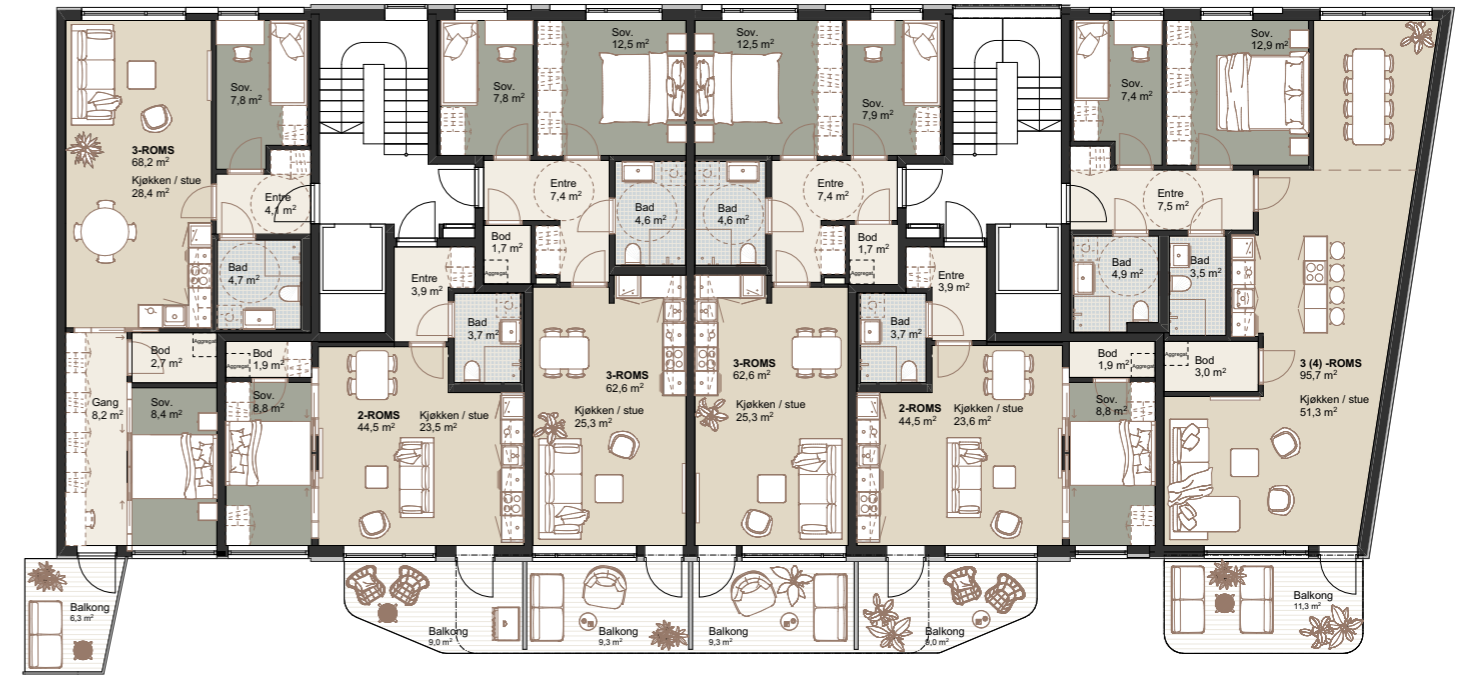 Sov.
7,8 m²
3-ROMS
68,2 m²
Kjøkken / stue
28,4 m²
Entre
4,1 m²
Bad
4,7 m²
Aggregat
Bod
2,7 m²
Gang
8,2 m²
Sov.
8,4 m²
Balkong
6,3 m²
Bod
1,9 m²
Aggregat
Sov.
8,8 m²
2-ROMS
44,5 m²
Kjøkken / stue
23,5 m²
Entre
3,9 m²
Bad
3,7 m²
Balkong
9,0 m²
Sov.
7,8 m²
Sov.
12,5 m²
Entre
7,4 m²
Bad
4,6 m²
Bod
1,7 m²
Aggregat
3-ROMS
62,6 m²
Kjøkken / stue
25,3 m²
Balkong
9,3 m²
Sov.
12,5 m²
Sov.
7,9 m²
Bad
4,6 m²
Entre
7,4 m²
Bod
1,7 m²
Aggregat
3-ROMS
62,6 m²
Kjøkken / stue
25,3 m²
Balkong
9,3 m²
Entre
3,9 m²
Bad
3,7 m²
2-ROMS
44,5 m²
Kjøkken / stue
23,6 m²
Bod
1,9 m²
Aggregat
Sov.
8,8 m²
Balkong
9,0 m²
Sov.
7,4 m²
Sov.
12,9 m²
Entre
7,5 m²
Bad
4,9 m²
Bad
3,5 m²
Aggregat
Bod
3,0 m²
3 (4) -ROMS
95,7 m²
Kjøkken / stue
51,3 m²
Balkong
11,3 m²